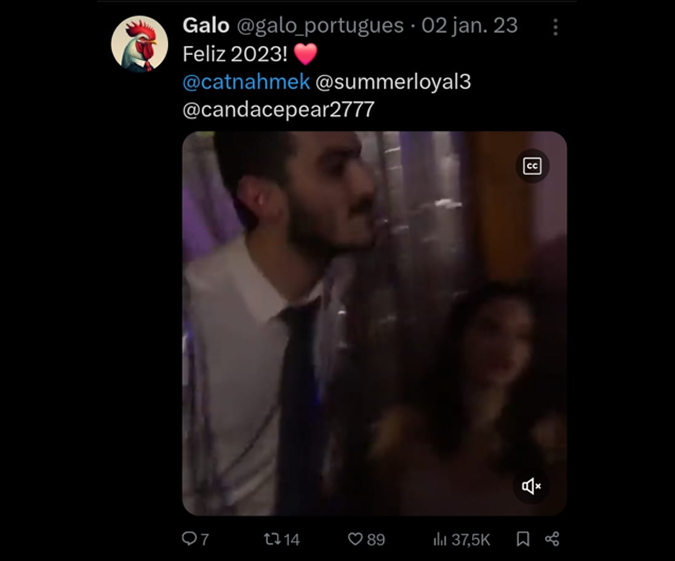 Galo @galo_portugues · 02 jan. 23
Feliz 2023! ❤️
@catnahmek @summerloyal3
@candacepear2777
CC
7 14 89 37,5K